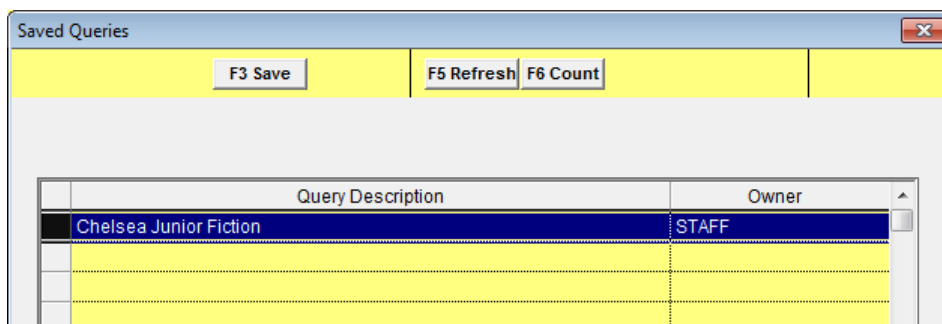 Saved Queries
F3 Save F5 Refresh F6 Count
Query Description Owner
Chelsea Junior Fiction STAFF